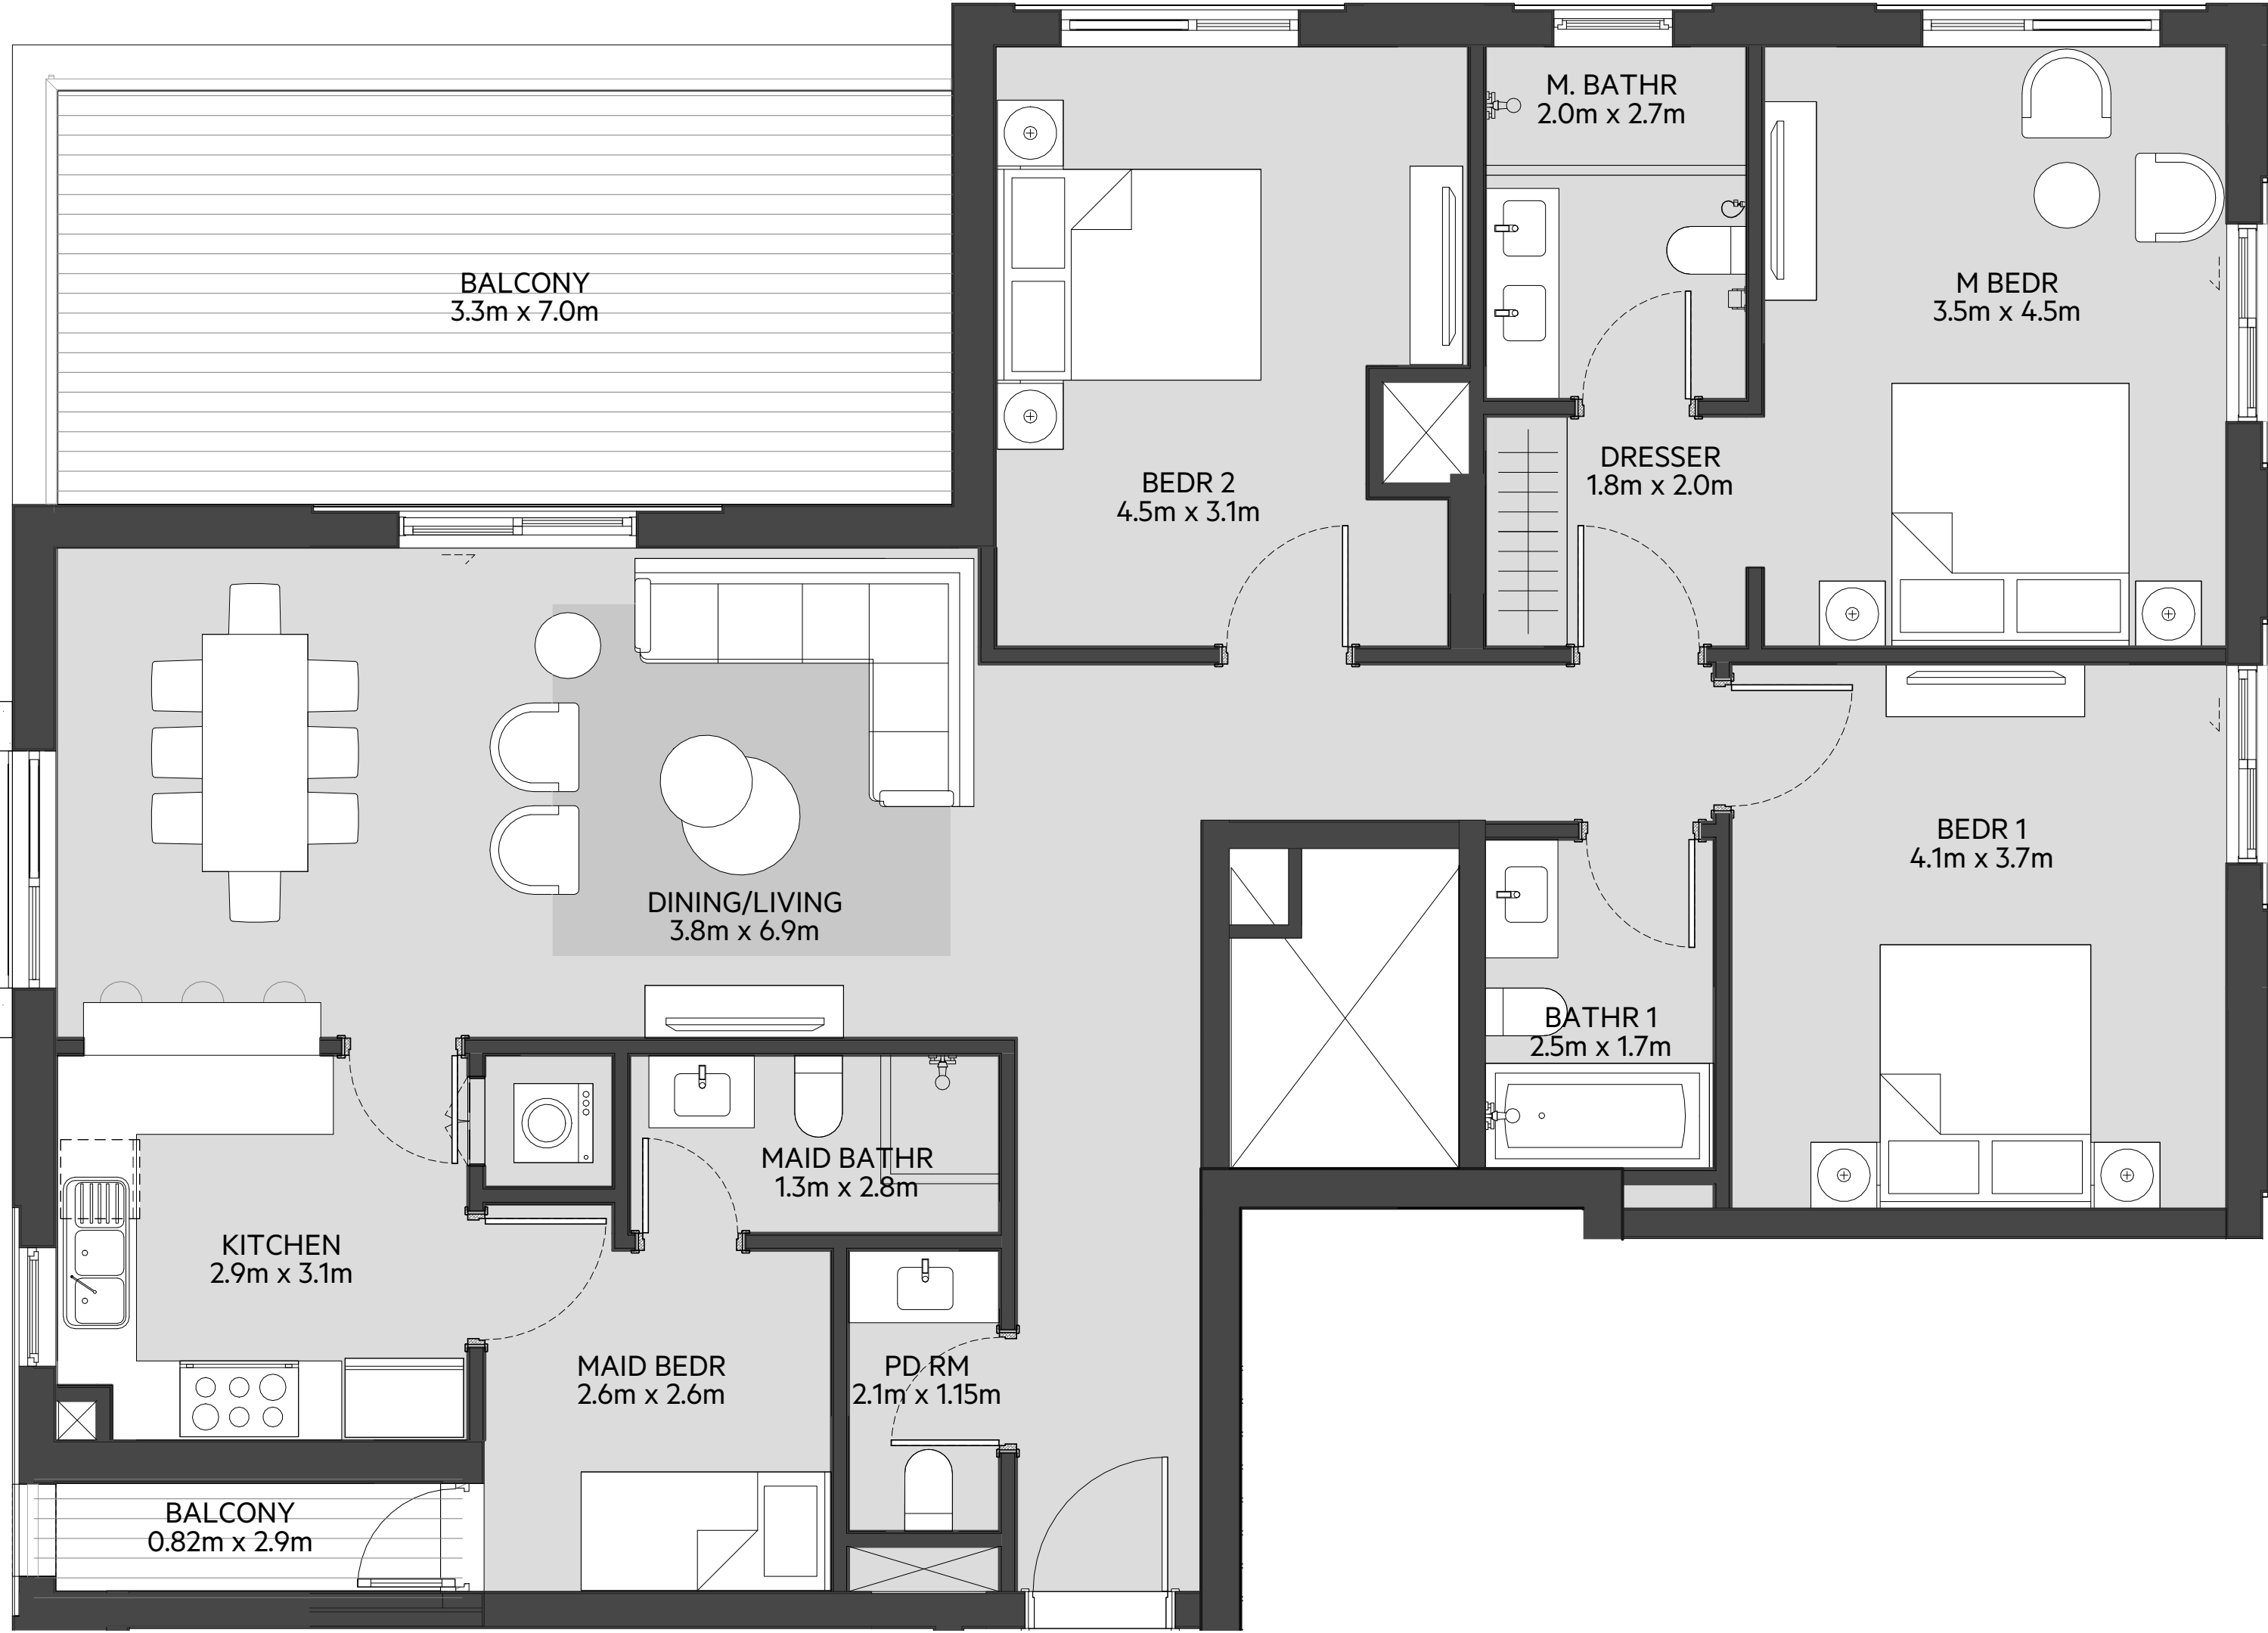 M. BATHR
2.0m x 2.7m
BALCONY
3.3m x 7.0m
M BEDR
3.5m x 4.5m
BEDR 2
4.5m x 3.1m
DRESSER
1.8m x 2.0m
BEDR 1
4.1m x 3.7m
DINING/LIVING
3.8m x 6.9m
BATHR 1
2.5m x 1.7m
MAID BATHR
1.3m x 2.8m
KITCHEN
2.9m x 3.1m
MAID BEDR
2.6m x 2.6m
PD RM
2.1m x 1.15m
BALCONY
0.82m x 2.9m